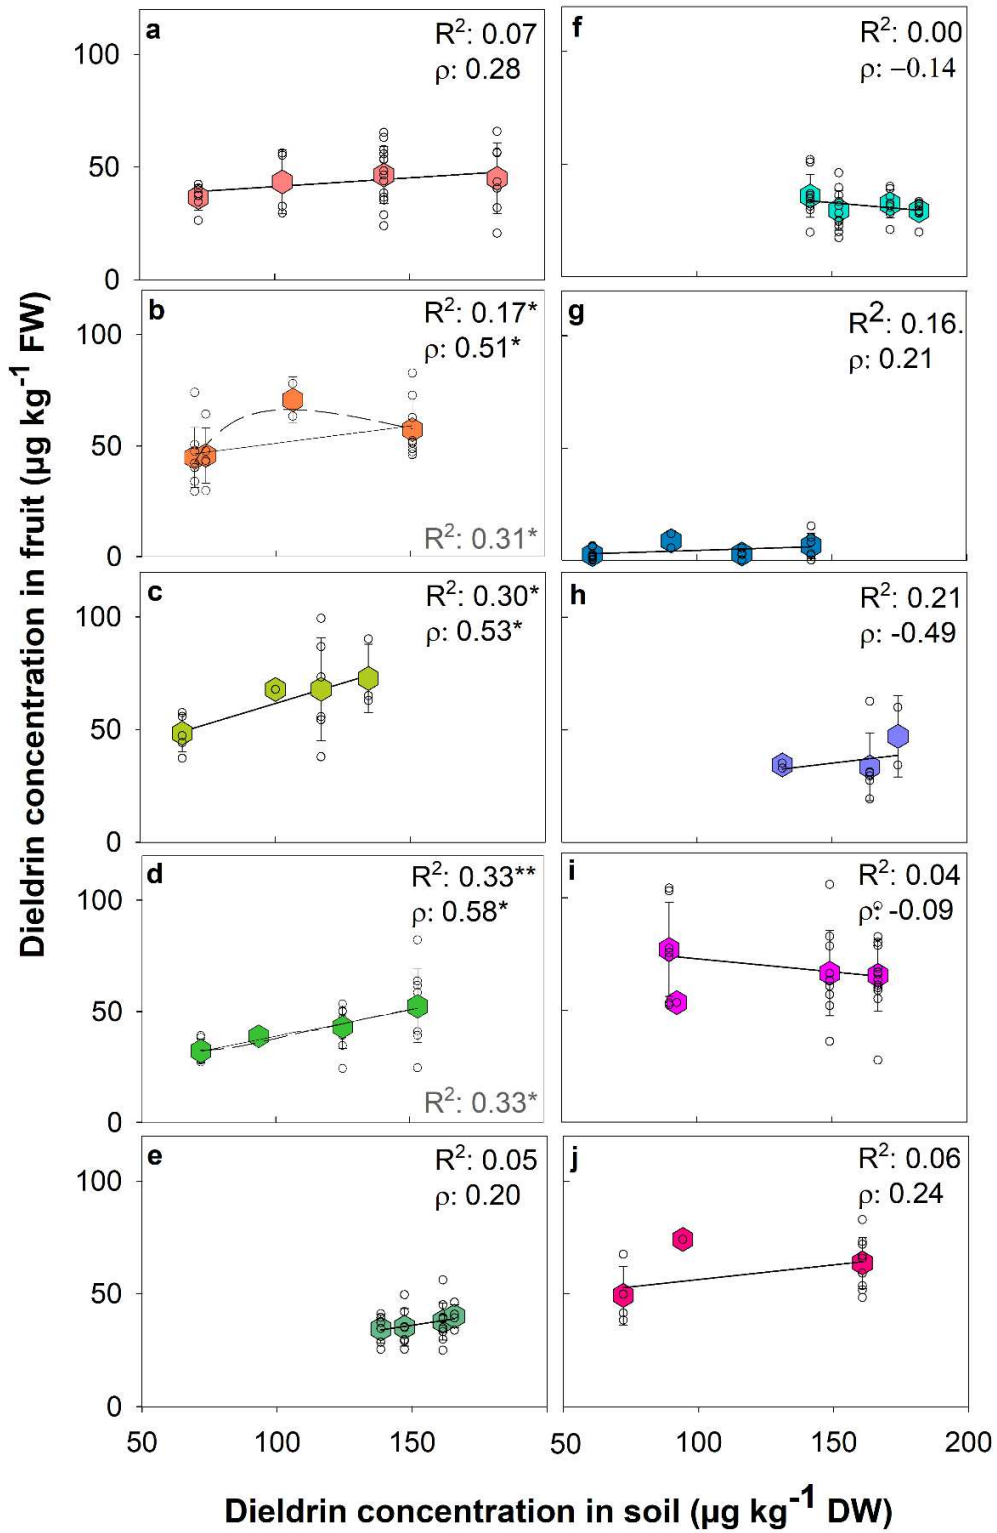 a
R²: 0.07
ρ: 0.28
100
50
0
f
R²: 0.00
ρ: −0.14
b
R²: 0.17*
ρ: 0.51*
100
50
0
R²: 0.31*
g
R²: 0.16.
ρ: 0.21
c
R²: 0.30*
ρ: 0.53*
100
50
0
h
R²: 0.21
ρ: -0.49
d
R²: 0.33**
ρ: 0.58*
100
50
0
R²: 0.33*
i
R²: 0.04
ρ: -0.09
e
R²: 0.05
ρ: 0.20
100
50
0
j
R²: 0.06
ρ: 0.24
50 100 150
50 100 150 200
Dieldrin concentration in fruit (µg kg⁻¹ FW)
Dieldrin concentration in soil (µg kg⁻¹ DW)